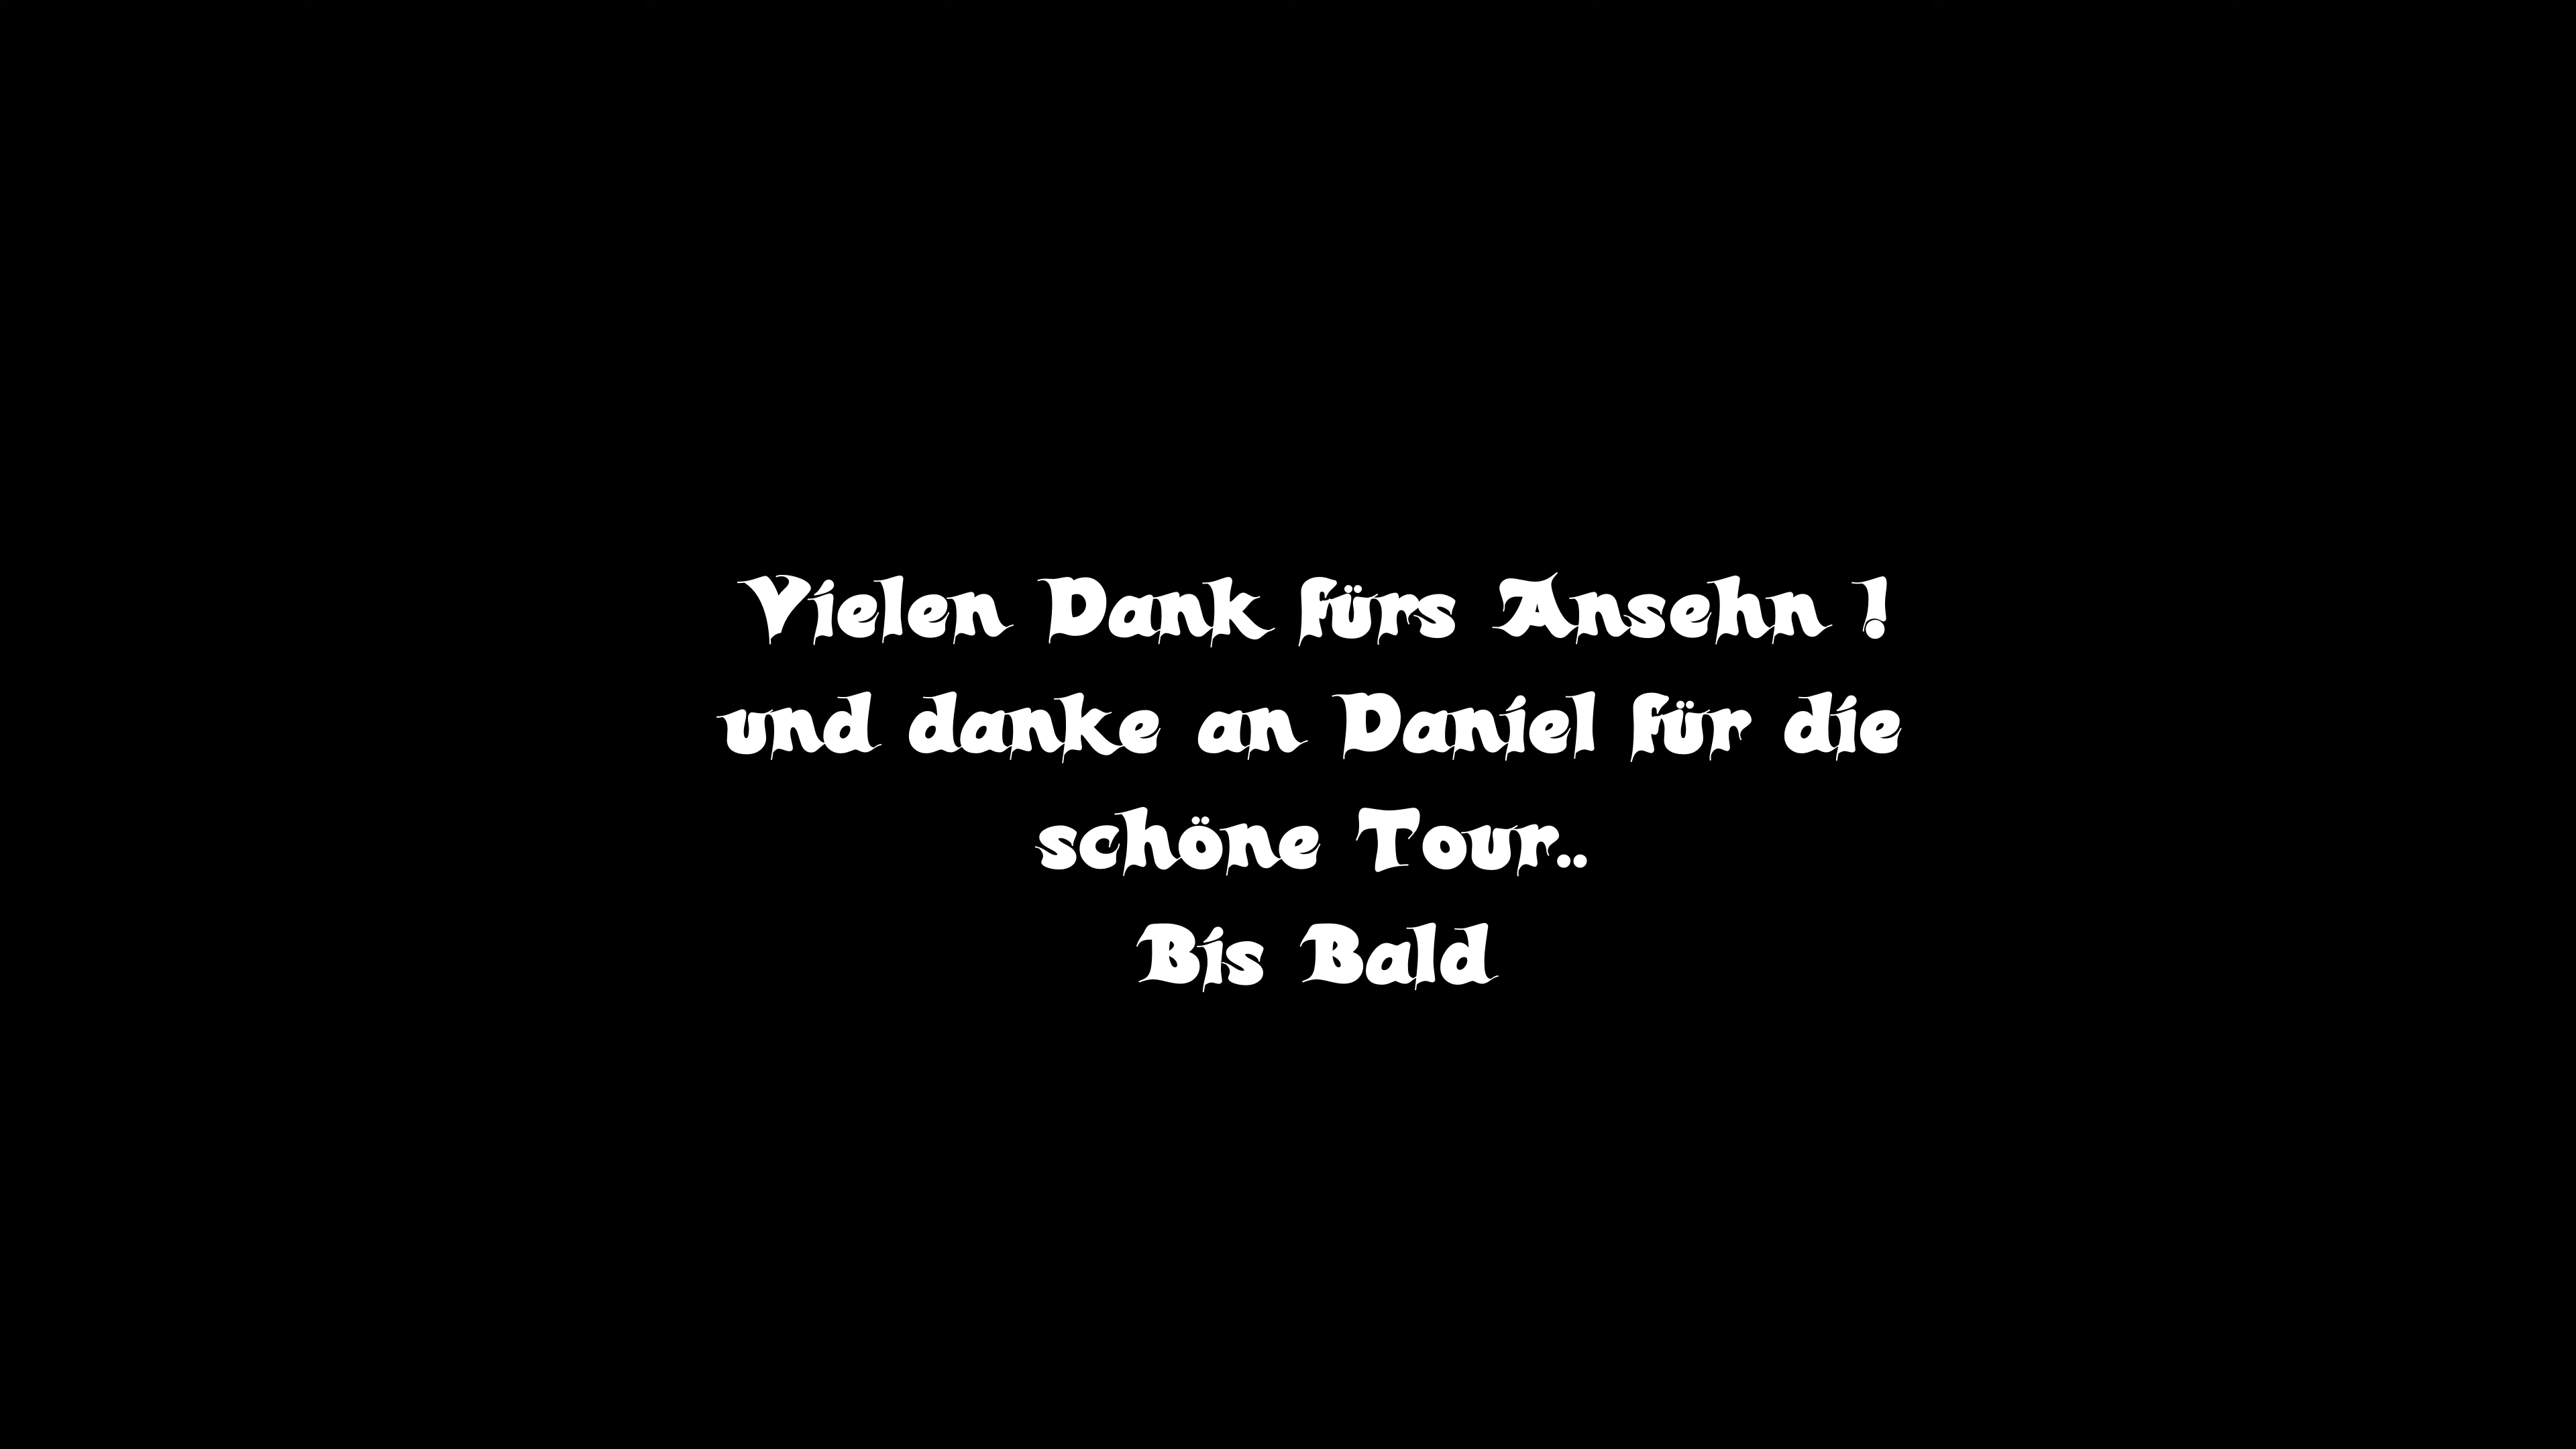 Vielen Dank fürs Ansehn !
und danke an Daniel für die
schöne Tour..
Bis Bald